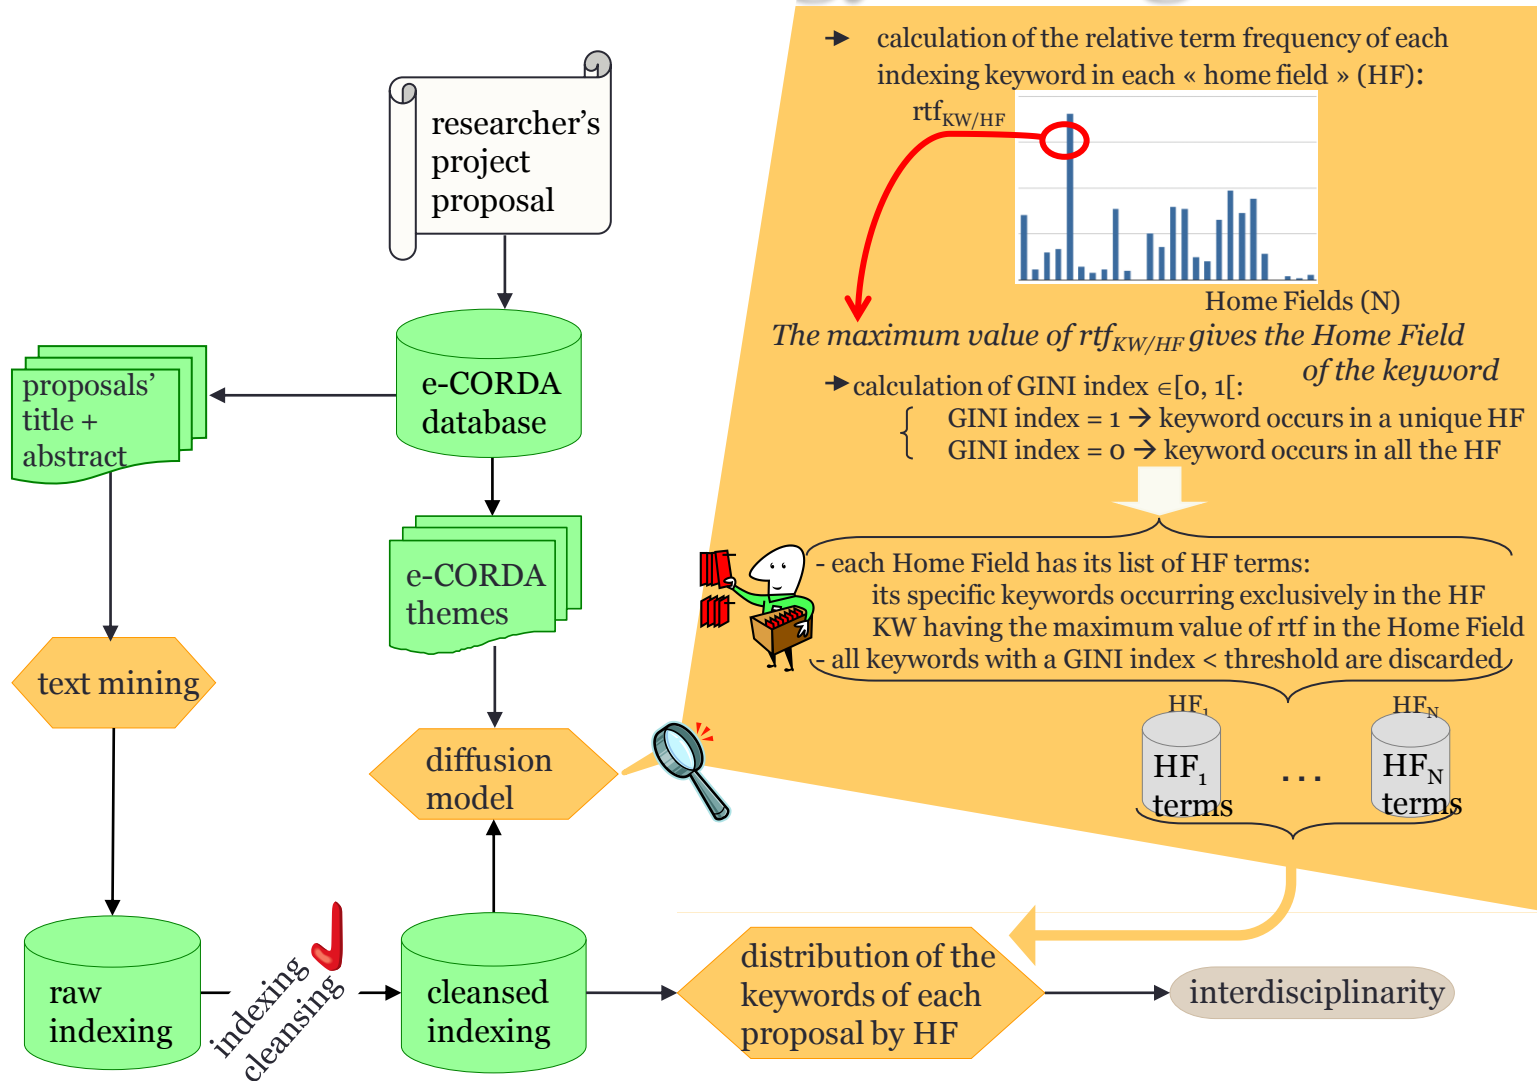 researcher's
project
proposal
e-CORDA
database
proposals'
title +
abstract
e-CORDA
themes
text mining
diffusion
model
raw
indexing
indexing
cleansing
cleansed
indexing
distribution of the
keywords of each
proposal by HF
interdisciplinarity
➔ calculation of the relative term frequency of each
indexing keyword in each « home field » (HF):
rtf_KW/HF
Home Fields (N)
The maximum value of rtf_KW/HF gives the Home Field
of the keyword
➔ calculation of GINI index ∈[0, 1[:
GINI index = 1 → keyword occurs in a unique HF
GINI index = 0 → keyword occurs in all the HF
- each Home Field has its list of HF terms:
its specific keywords occurring exclusively in the HF
KW having the maximum value of rtf in the Home Field
- all keywords with a GINI index < threshold are discarded
HF₁
HF₁
terms
...
HF_N
HF_N
terms